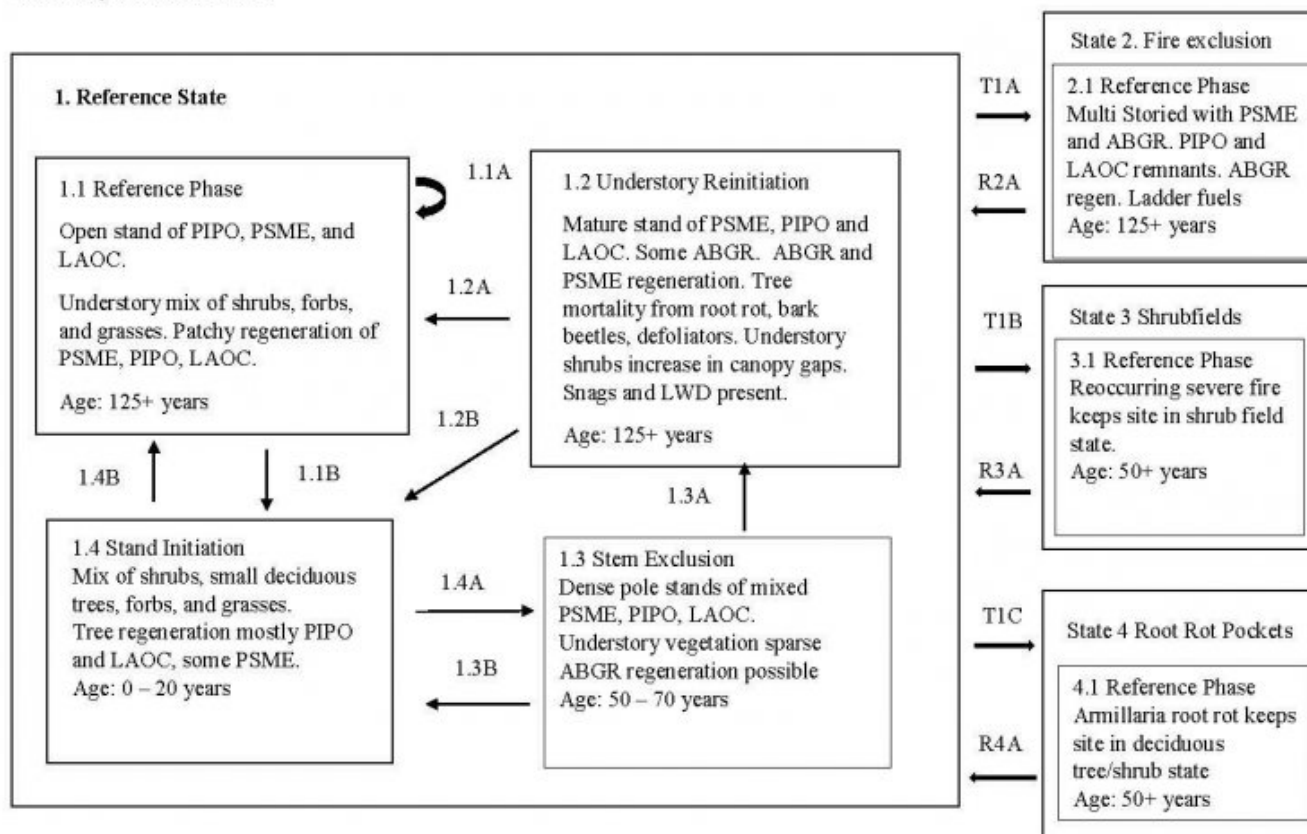 1. Reference State
1.1 Reference Phase
Open stand of PIPO, PSME, and
LAOC.
Understory mix of shrubs, forbs,
and grasses. Patchy regeneration of
PSME, PIPO, LAOC.
Age: 125+ years
1.1A
1.2A
1.2B
1.2 Understory Reinitiation
Mature stand of PSME, PIPO and
LAOC. Some ABGR. ABGR and
PSME regeneration. Tree
mortality from root rot, bark
beetles, defoliators. Understory
shrubs increase in canopy gaps.
Snags and LWD present.
Age: 125+ years
1.4B
1.1B
1.3A
1.4 Stand Initiation
Mix of shrubs, small deciduous
trees, forbs, and grasses.
Tree regeneration mostly PIPO
and LAOC, some PSME.
Age: 0 – 20 years
1.4A
1.3B
1.3 Stem Exclusion
Dense pole stands of mixed
PSME, PIPO, LAOC.
Understory vegetation sparse
ABGR regeneration possible
Age: 50 – 70 years
T1A
R2A
State 2. Fire exclusion
2.1 Reference Phase
Multi Storied with PSME
and ABGR. PIPO and
LAOC remnants. ABGR
regen. Ladder fuels
Age: 125+ years
T1B
R3A
State 3 Shrubfields
3.1 Reference Phase
Reoccurring severe fire
keeps site in shrub field
state.
Age: 50+ years
T1C
R4A
State 4 Root Rot Pockets
4.1 Reference Phase
Armillaria root rot keeps
site in deciduous
tree/shrub state
Age: 50+ years